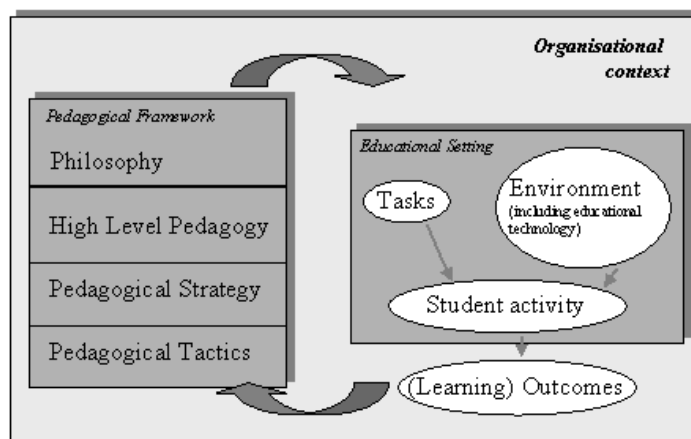 Organisational
context
Pedagogical Framework
Philosophy
High Level Pedagogy
Pedagogical Strategy
Pedagogical Tactics
Educational Setting
Tasks
Environment
(including educational
technology)
Student activity
(Learning) Outcomes